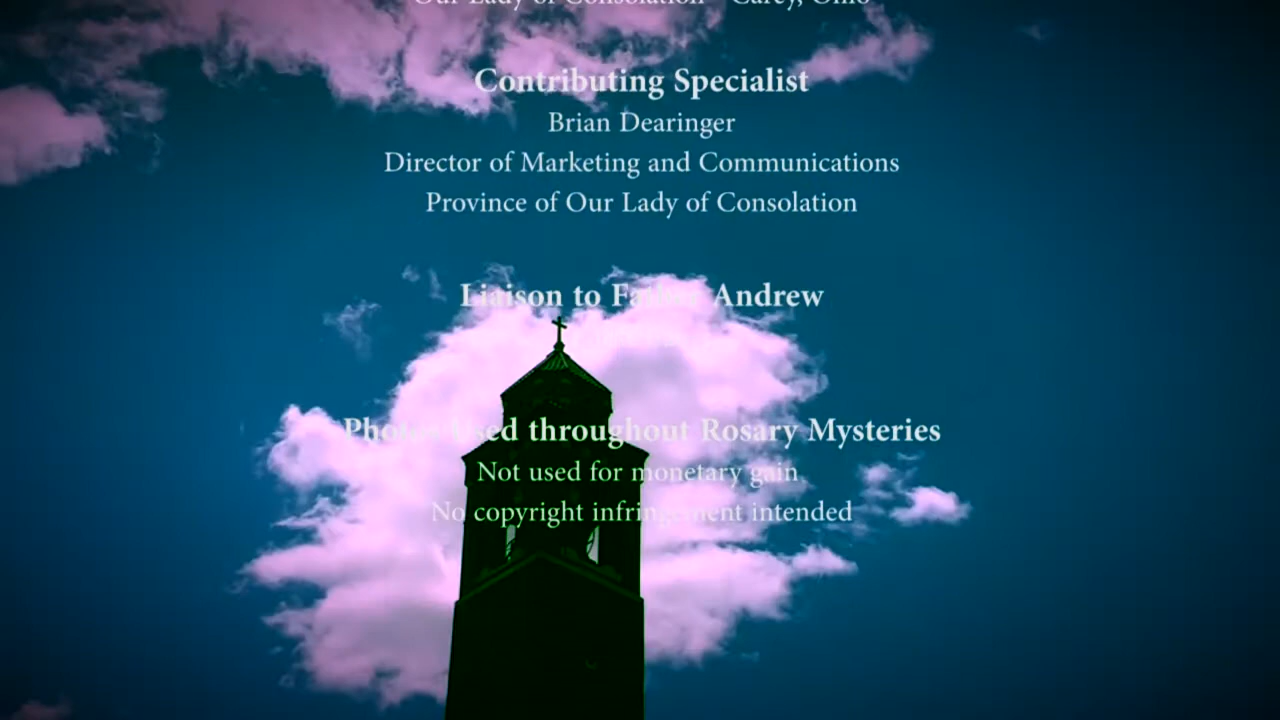 Our Lady of Consolation - Carey, Ohio
Contributing Specialist
Brian Dearinger
Director of Marketing and Communications
Province of Our Lady of Consolation
Liaison to Father Andrew
Photos Used throughout Rosary Mysteries
Not used for monetary gain
No copyright infringement intended